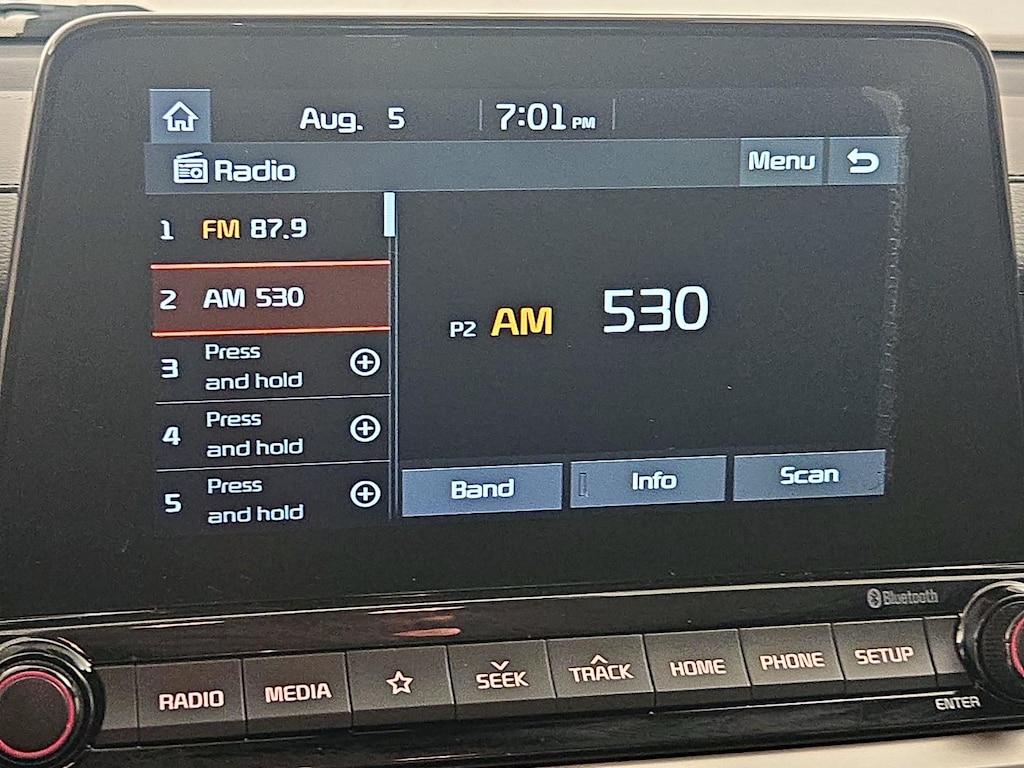 Aug. 5 7:01 PM
Radio Menu
1 FM 87.9
2 AM 530
P2 AM 530
3 Press
and hold
4 Press
and hold
5 Press
and hold
Band Info Scan
Bluetooth
RADIO MEDIA SEEK TRACK HOME PHONE SETUP
ENTER